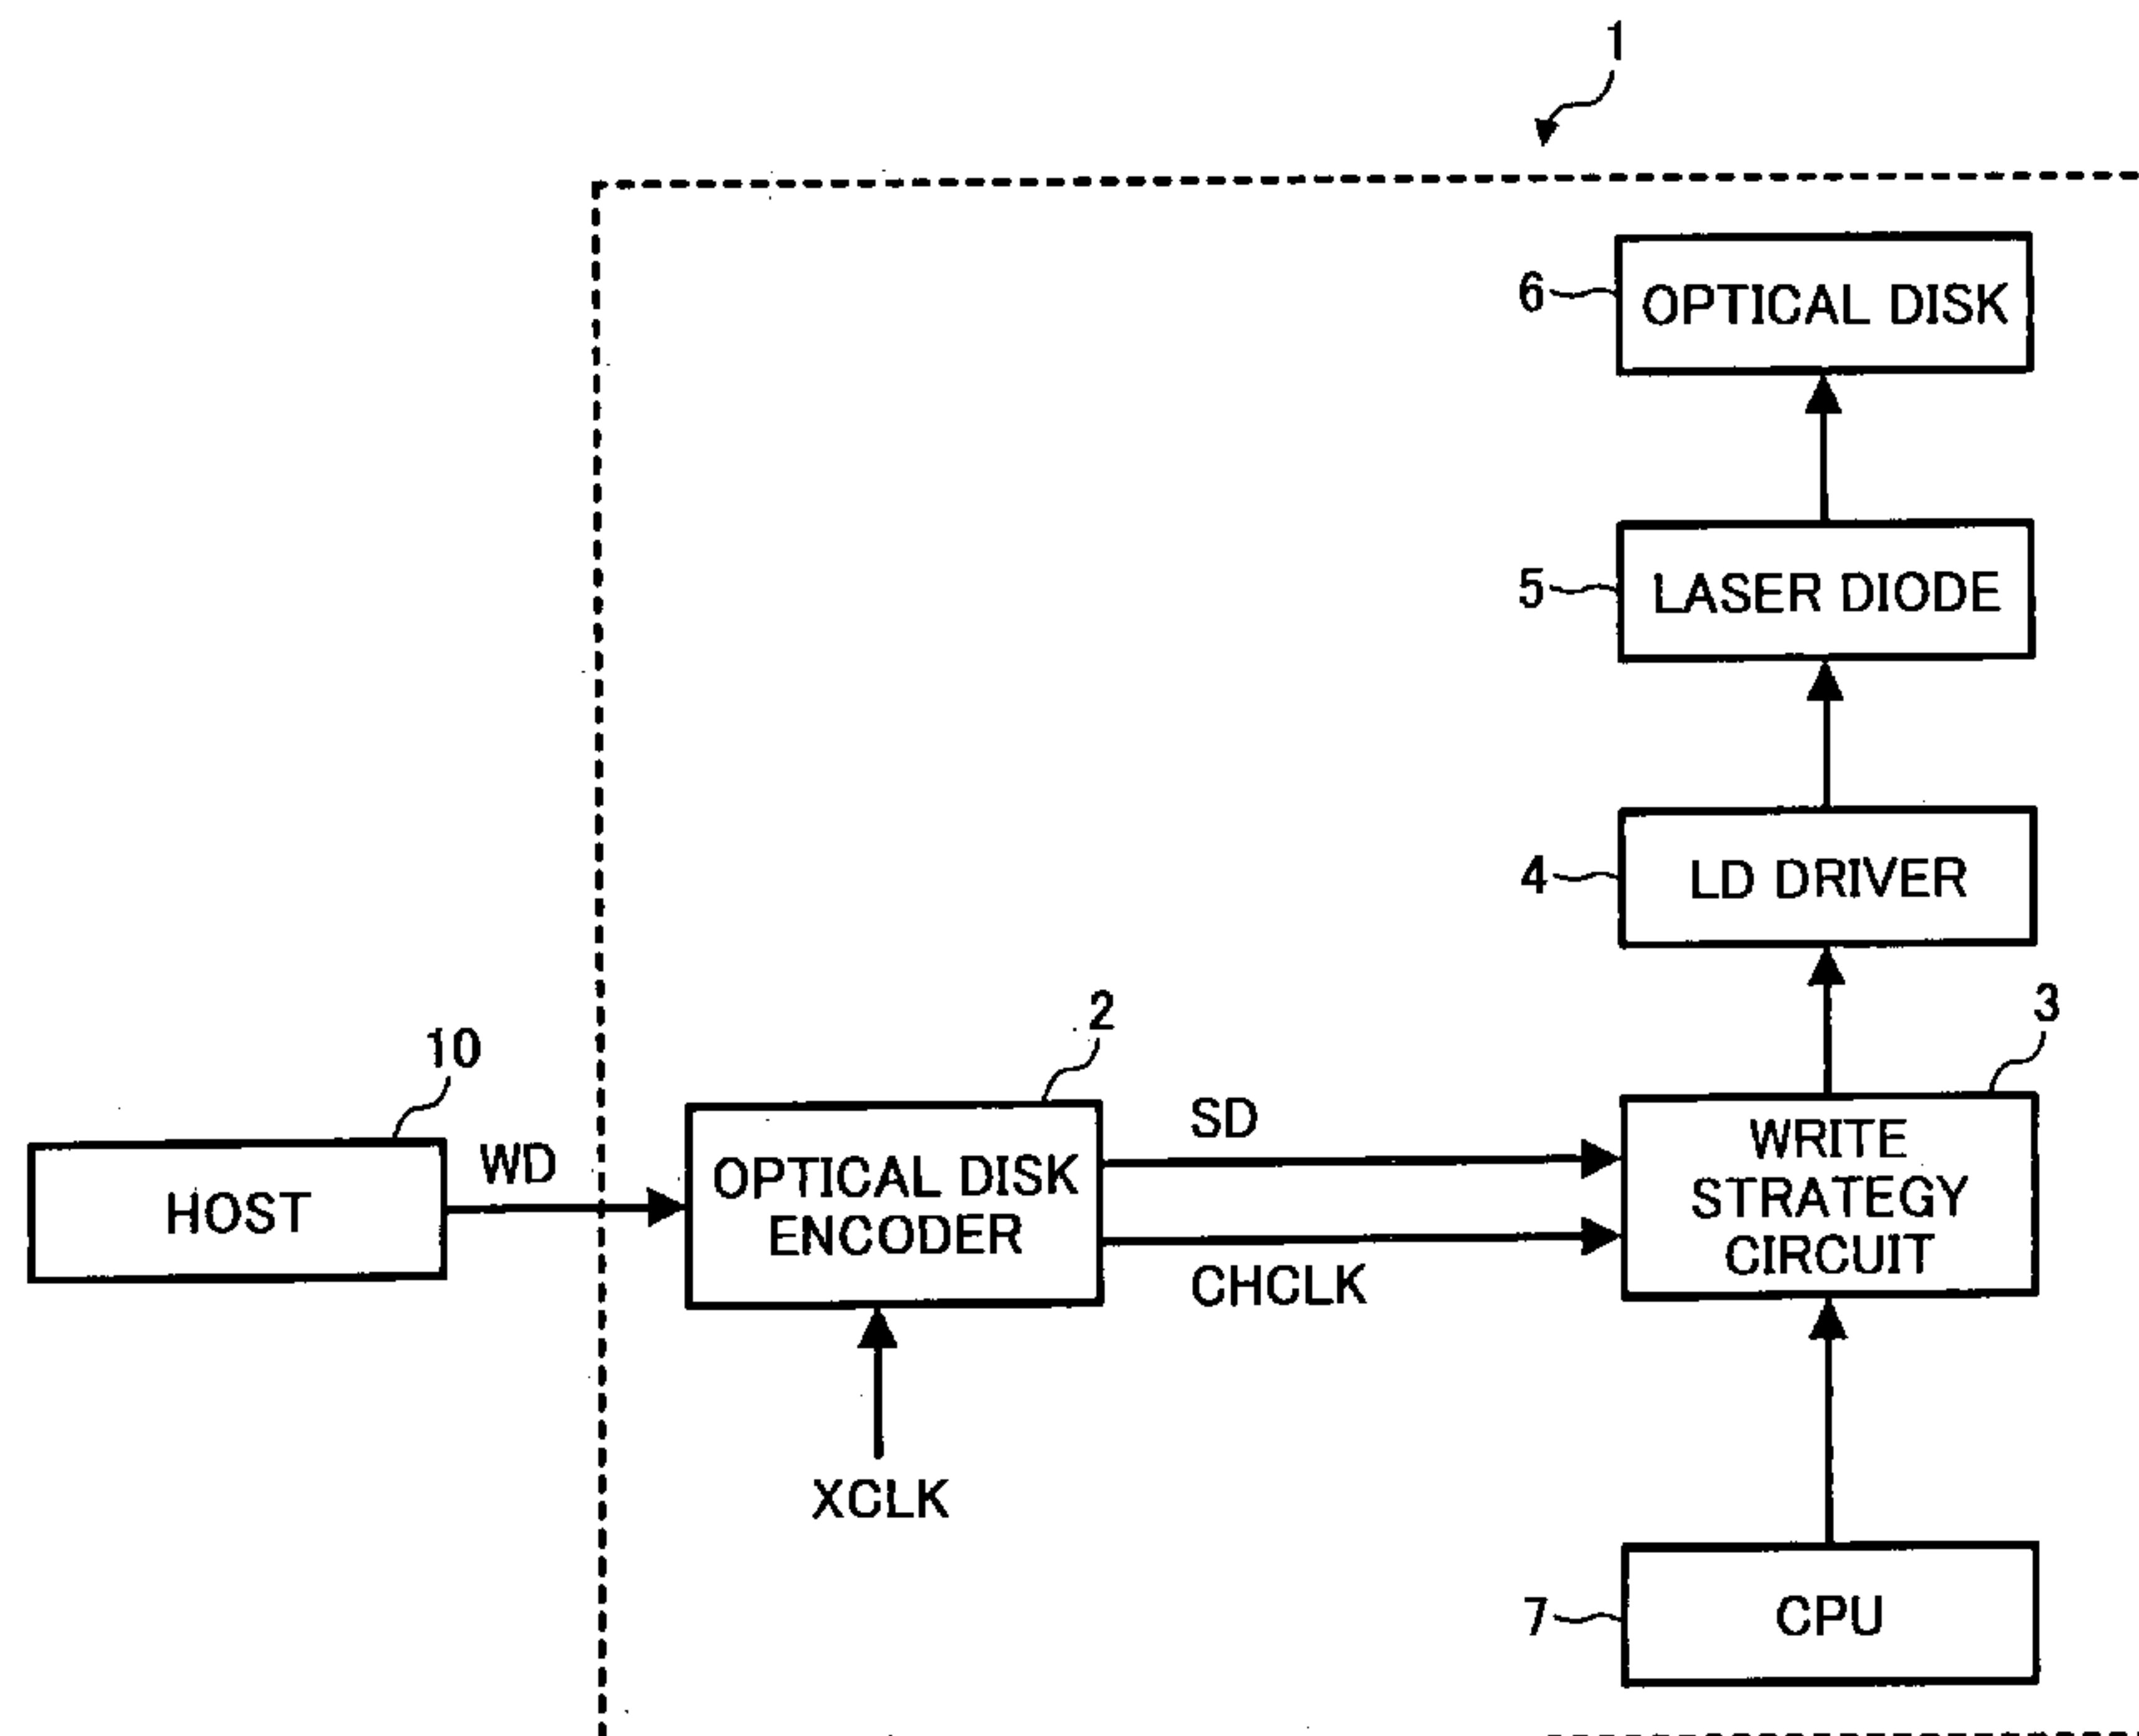 1
6
OPTICAL DISK
5
LASER DIODE
4
LD DRIVER
10
HOST
WD
2
OPTICAL DISK
ENCODER
SD
CHCLK
XCLK
3
WRITE
STRATEGY
CIRCUIT
7
CPU